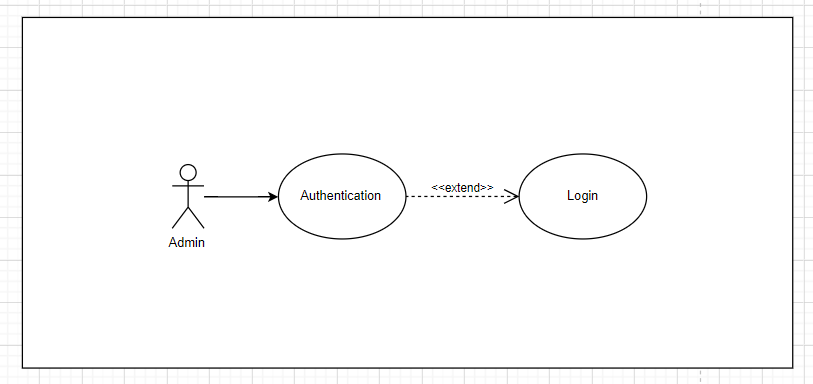 <<extend>>
Authentication
Login
Admin